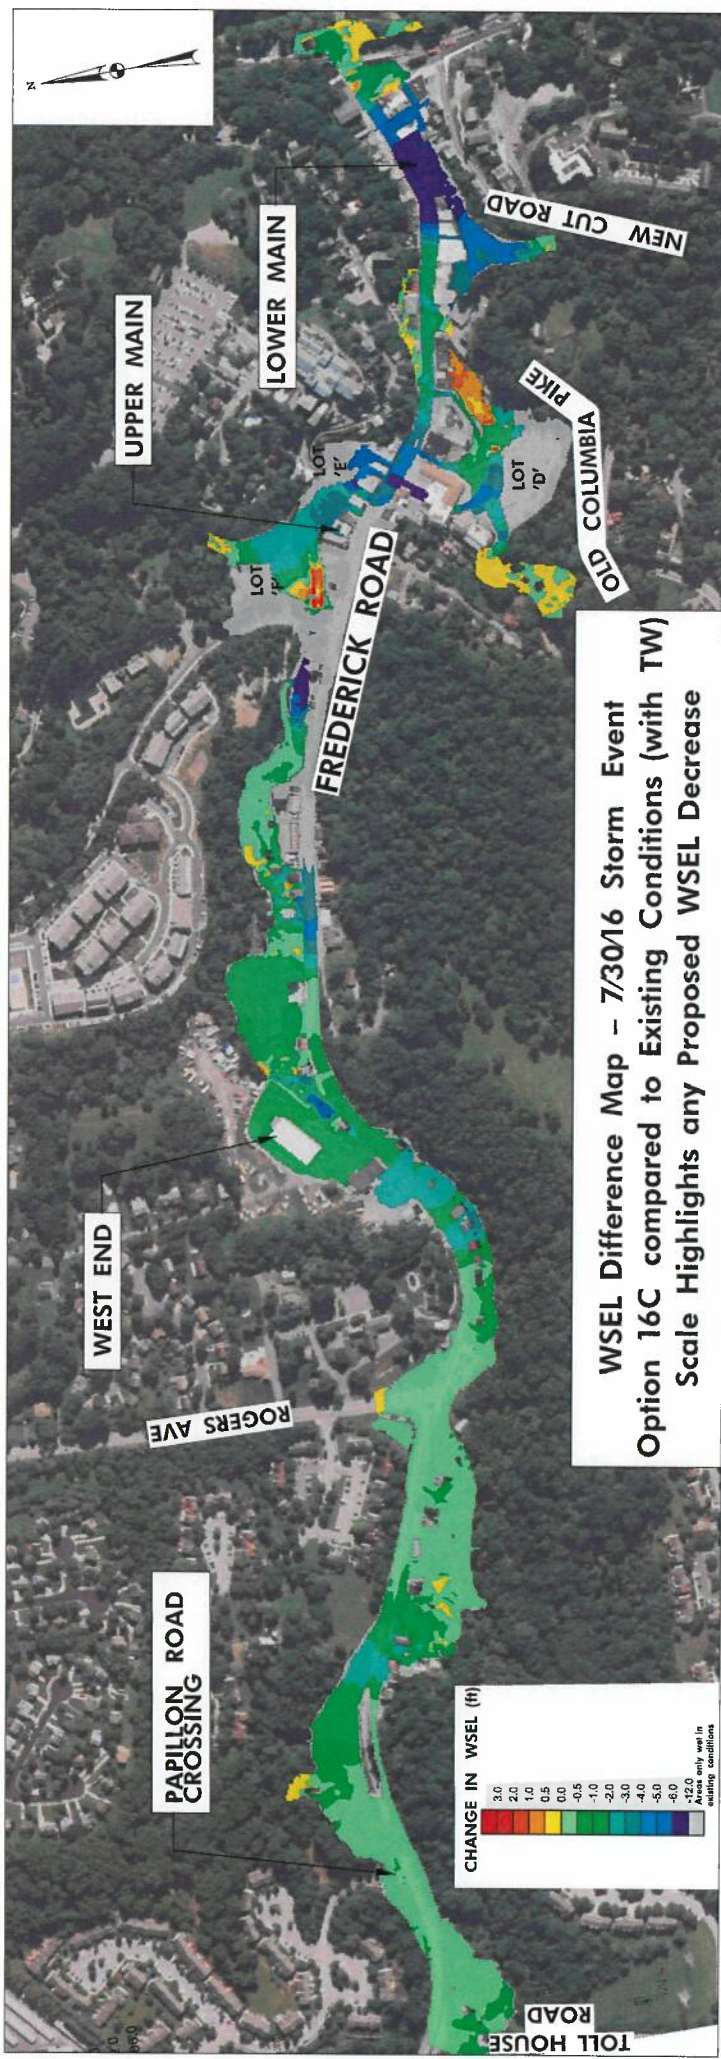 N
UPPER MAIN
LOWER MAIN
LOT
'F'
LOT
'E'
LOT
'D'
NEW CUT ROAD
OLD COLUMBIA
PIKE
FREDERICK ROAD
WEST END
ROGERS AVE
PAPILLON ROAD
CROSSING
TOLL HOUSE
ROAD
CHANGE IN WSEL (ft)
3.0
2.0
1.0
0.5
0.0
-0.5
-1.0
-2.0
-3.0
-4.0
-5.0
-6.0
-12.0
Areas only wet in
existing conditions
WSEL Difference Map - 7/30/16 Storm Event
Option 16C compared to Existing Conditions (with TW)
Scale Highlights any Proposed WSEL Decrease